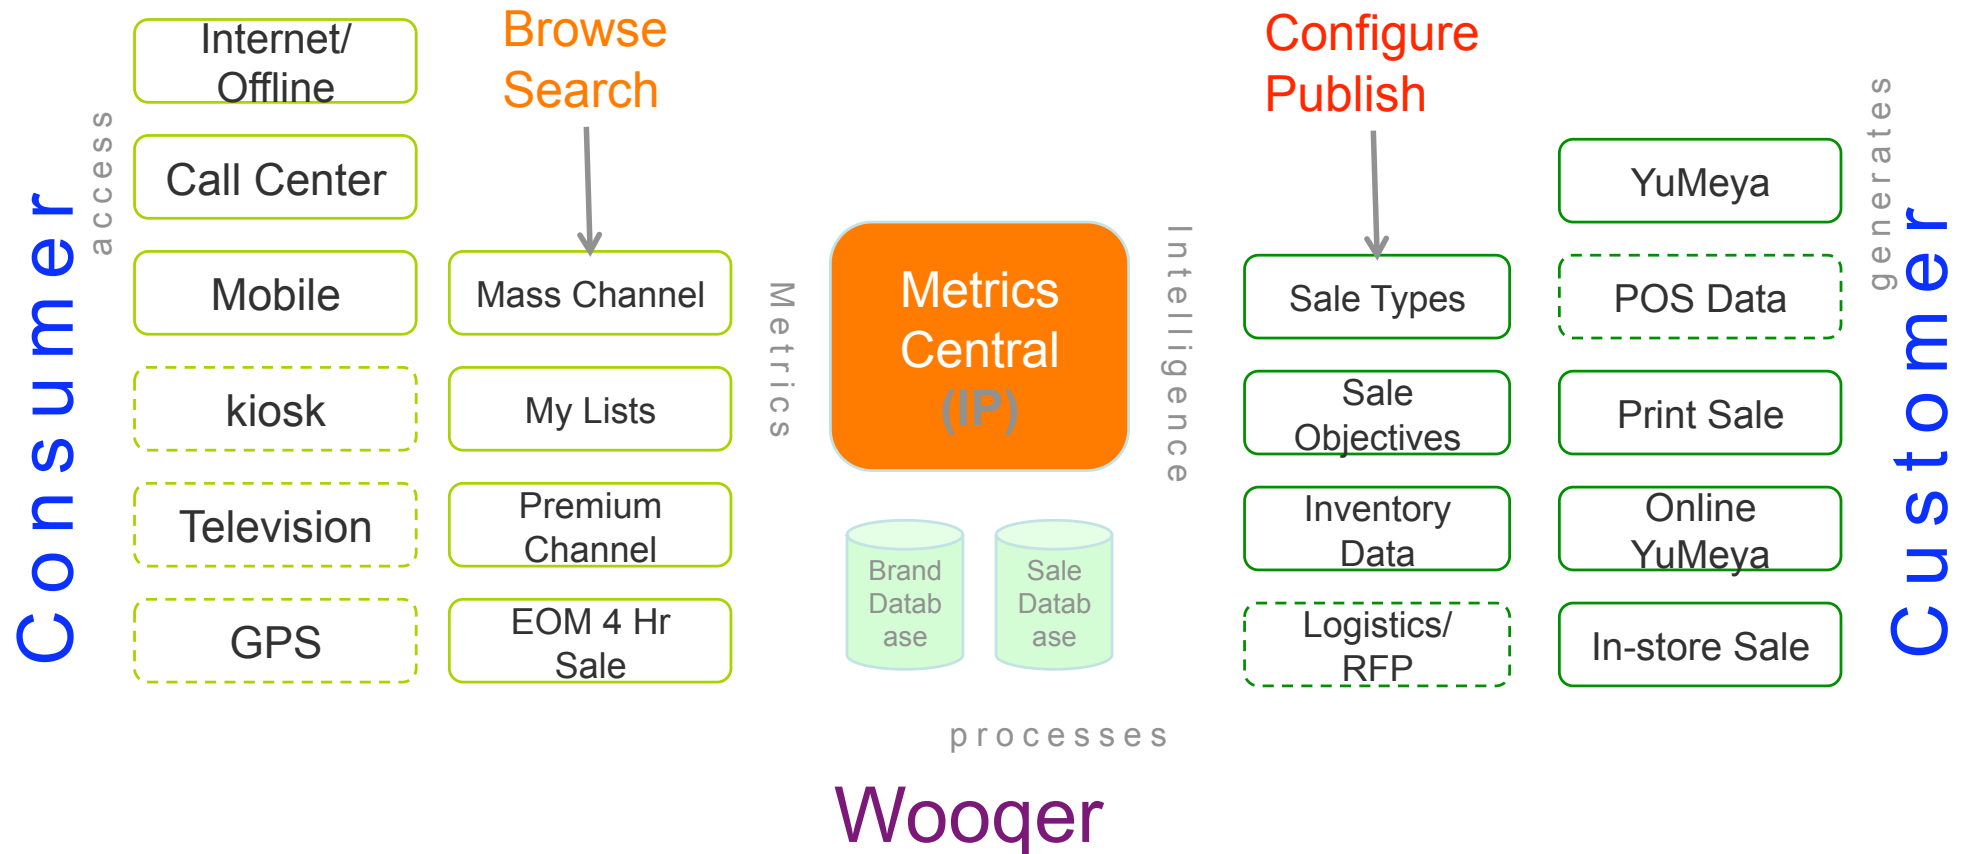 Consumer
access
Internet/
Offline
Call Center
Mobile
kiosk
Television
GPS
Browse
Search
Mass Channel
My Lists
Premium
Channel
EOM 4 Hr
Sale
Metrics
Metrics
Central
(IP)
Brand
Datab
ase
Sale
Datab
ase
Intelligence
Configure
Publish
Sale Types
Sale
Objectives
Inventory
Data
Logistics/
RFP
YuMeya
POS Data
Print Sale
Online
YuMeya
In-store Sale
generates
Customer
processes
Wooqer